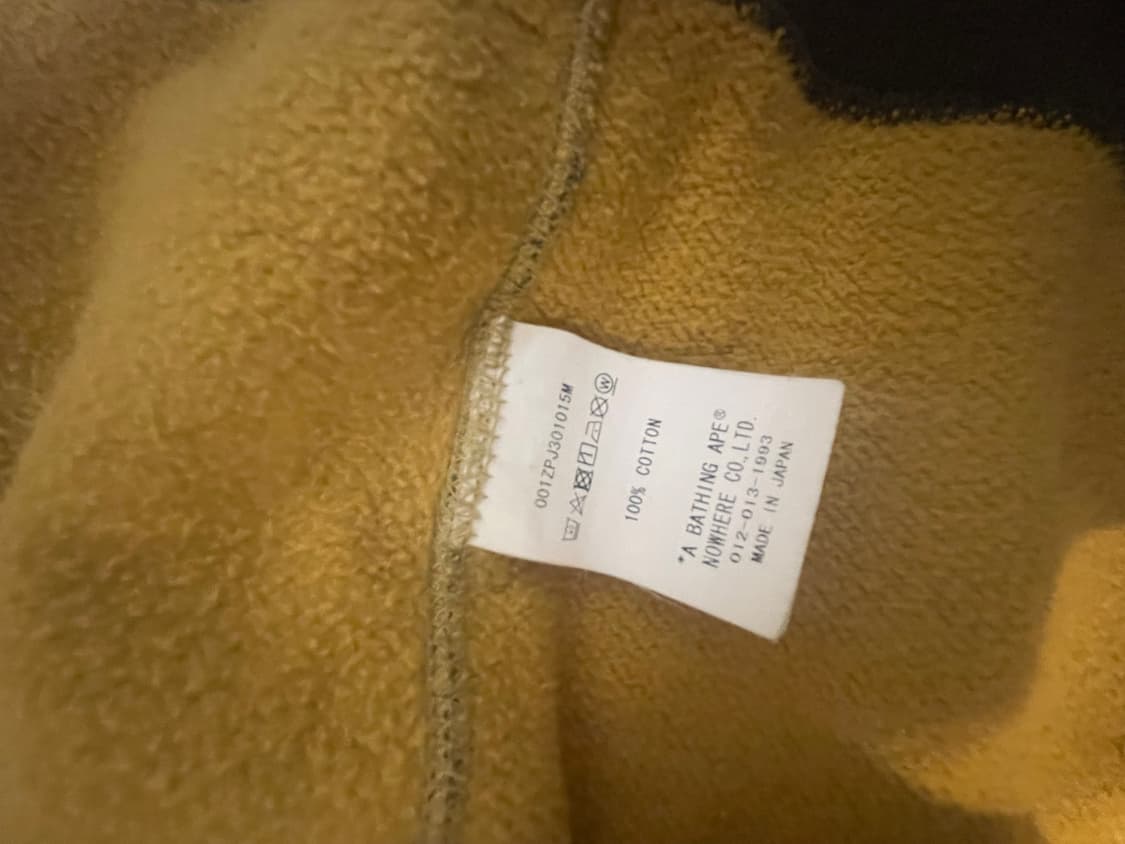 001ZPJ301015M
100% COTTON
*A BATHING APE®
NOWHERE CO.,LTD.
012-013-1993
MADE IN JAPAN